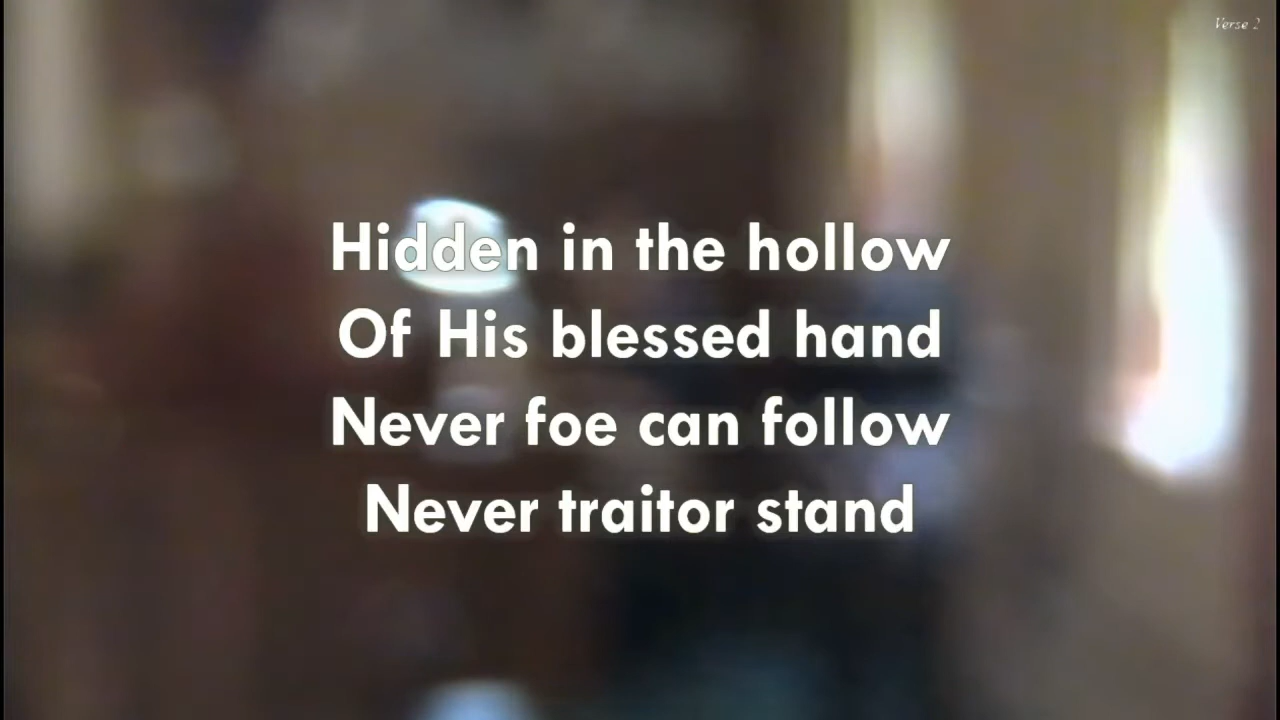 Verse 2
Hidden in the hollow
Of His blessed hand
Never foe can follow
Never traitor stand